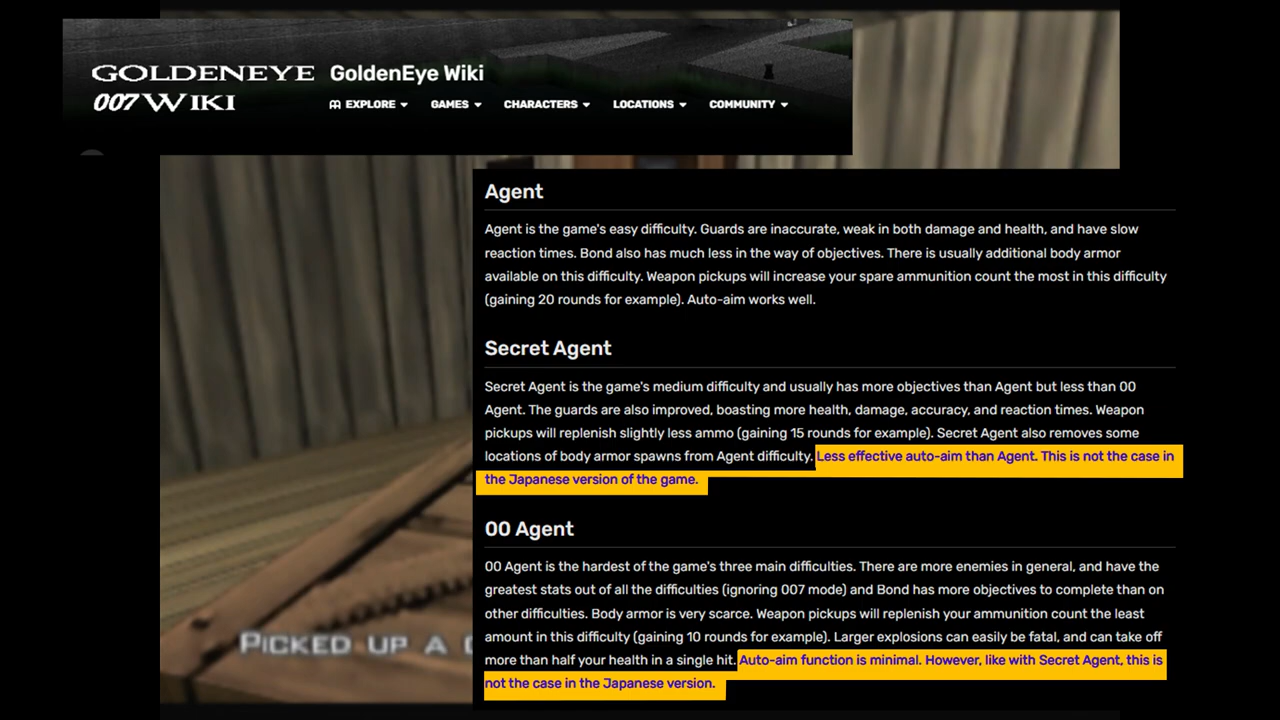 GOLDENEYE
007 WIKI
GoldenEye Wiki
EXPLORE GAMES CHARACTERS LOCATIONS COMMUNITY
Agent
Agent is the game's easy difficulty. Guards are inaccurate, weak in both damage and health, and have slow
reaction times. Bond also has much less in the way of objectives. There is usually additional body armor
available on this difficulty. Weapon pickups will increase your spare ammunition count the most in this difficulty
(gaining 20 rounds for example). Auto-aim works well.
Secret Agent
Secret Agent is the game's medium difficulty and usually has more objectives than Agent but less than 00
Agent. The guards are also improved, boasting more health, damage, accuracy, and reaction times. Weapon
pickups will replenish slightly less ammo (gaining 15 rounds for example). Secret Agent also removes some
locations of body armor spawns from Agent difficulty. Less effective auto-aim than Agent. This is not the case in
the Japanese version of the game.
00 Agent
00 Agent is the hardest of the game's three main difficulties. There are more enemies in general, and have the
greatest stats out of all the difficulties (ignoring 007 mode) and Bond has more objectives to complete than on
other difficulties. Body armor is very scarce. Weapon pickups will replenish your ammunition count the least
amount in this difficulty (gaining 10 rounds for example). Larger explosions can easily be fatal, and can take off
more than half your health in a single hit. Auto-aim function is minimal. However, like with Secret Agent, this is
not the case in the Japanese version.
PICKED UP A